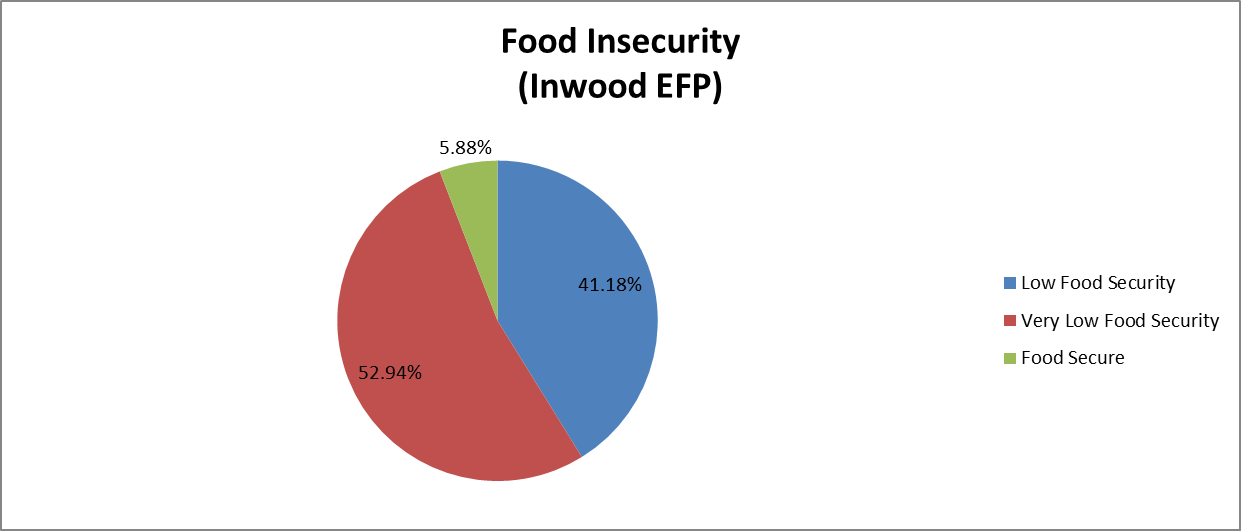 Food Insecurity
(Inwood EFP)
5.88%
41.18%
52.94%
Low Food Security
Very Low Food Security
Food Secure